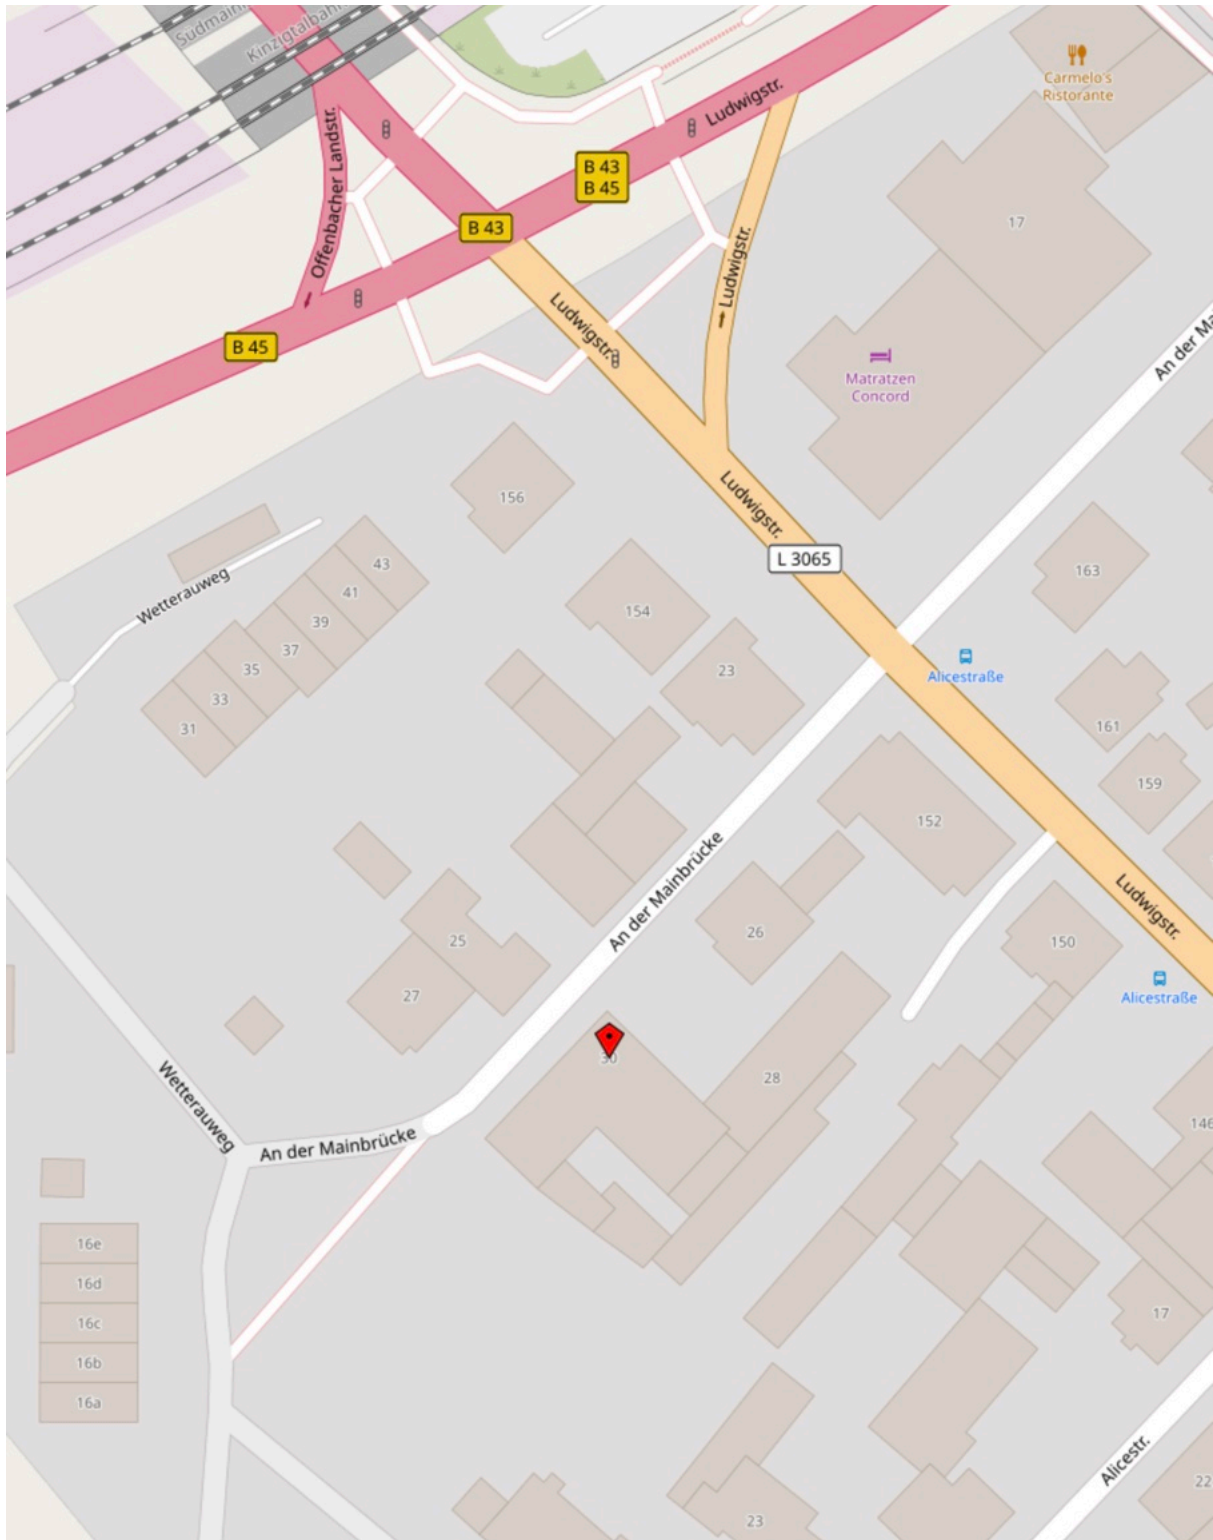 Südmainr
Kinzigtalbahn
Carmelo's
Ristorante
Ludwigstr.
Offenbacher Landstr.
B 43
B 45
17
B 43
Ludwigstr.
Ludwigstr.
An der Ma
B 45
Matratzen
Concord
156
Ludwigstr.
L 3065
43
163
41
Wetterauweg
154
39
37
35
23
Alicestraße
33
31
161
159
152
An der Mainbrücke
Ludwigstr.
26
25
150
27
Alicestraße
30
28
Wetterauweg
146
An der Mainbrücke
16e
16d
16c
17
16b
16a
Alicestr.
22
23